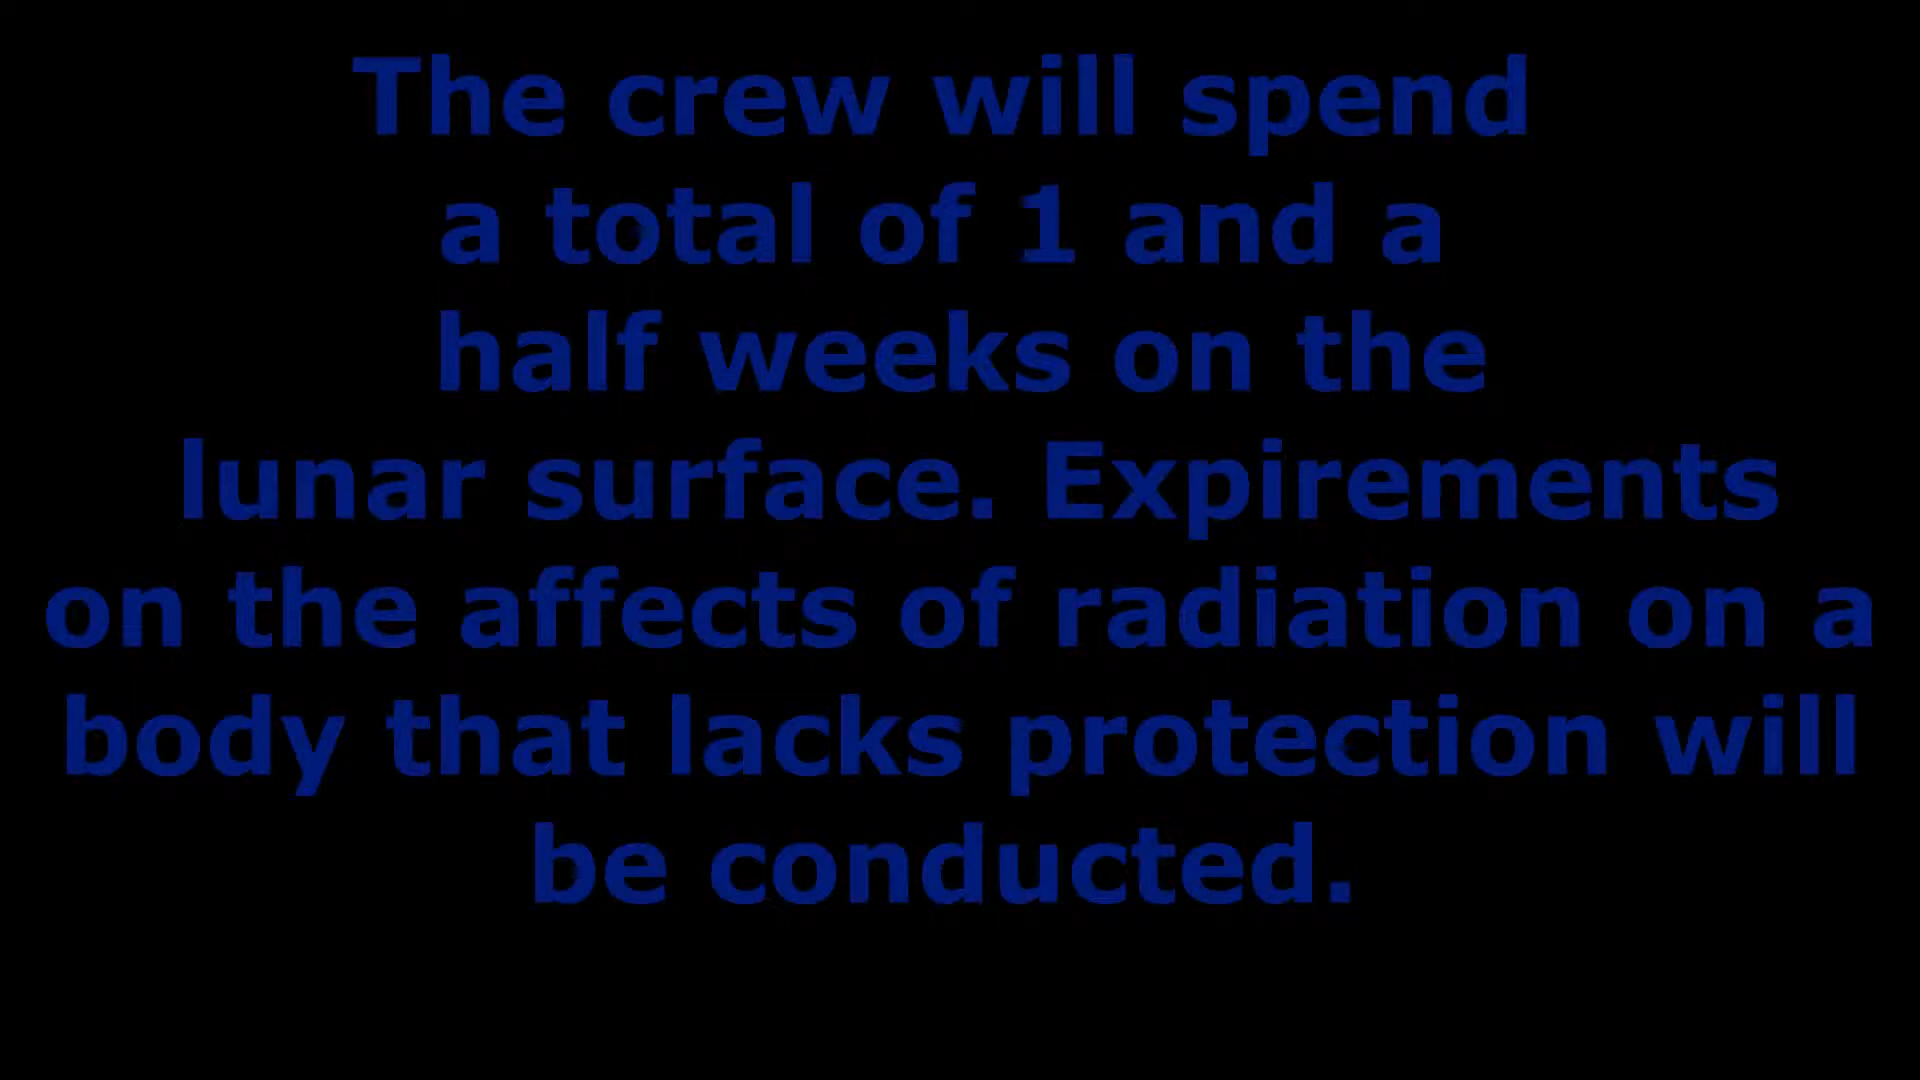 The crew will spend
a total of 1 and a
half weeks on the
lunar surface. Expirements
on the affects of radiation on a
body that lacks protection will
be conducted.